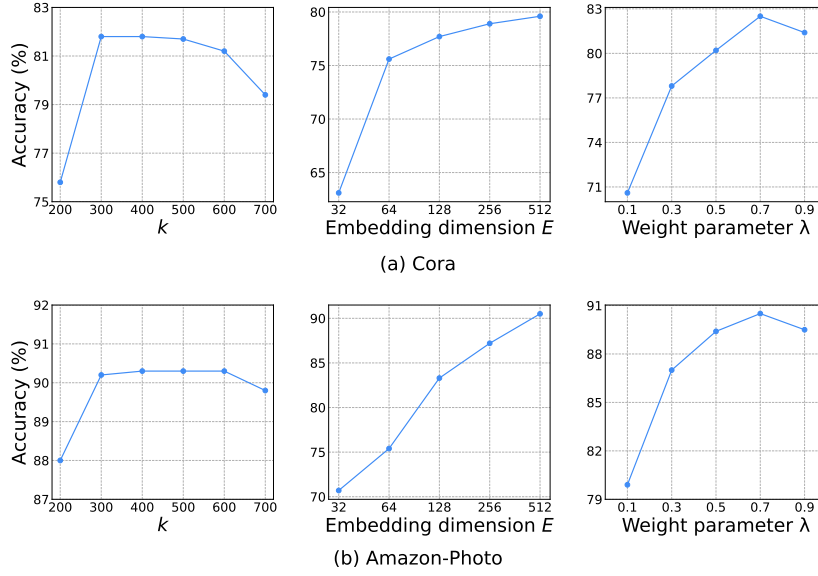 83
81
79
77
75
Accuracy (%)
200 300 400 500 600 700
k
80
75
70
65
32 64 128 256 512
Embedding dimension E
83
80
77
74
71
0.1 0.3 0.5 0.7 0.9
Weight parameter λ
(a) Cora
92
91
90
89
88
87
Accuracy (%)
200 300 400 500 600 700
k
90
85
80
75
70
32 64 128 256 512
Embedding dimension E
91
88
85
82
79
0.1 0.3 0.5 0.7 0.9
Weight parameter λ
(b) Amazon-Photo